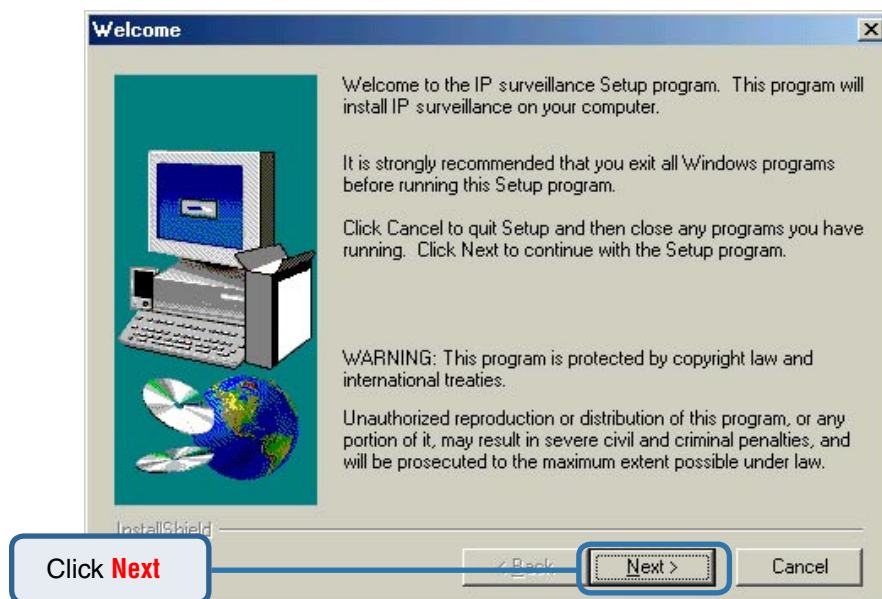 Welcome
Welcome to the IP surveillance Setup program. This program will
install IP surveillance on your computer.
It is strongly recommended that you exit all Windows programs
before running this Setup program.
Click Cancel to quit Setup and then close any programs you have
running. Click Next to continue with the Setup program.
WARNING: This program is protected by copyright law and
international treaties.
Unauthorized reproduction or distribution of this program, or any
portion of it, may result in severe civil and criminal penalties, and
will be prosecuted to the maximum extent possible under law.
InstallShield
Click Next
< Back
Next >
Cancel